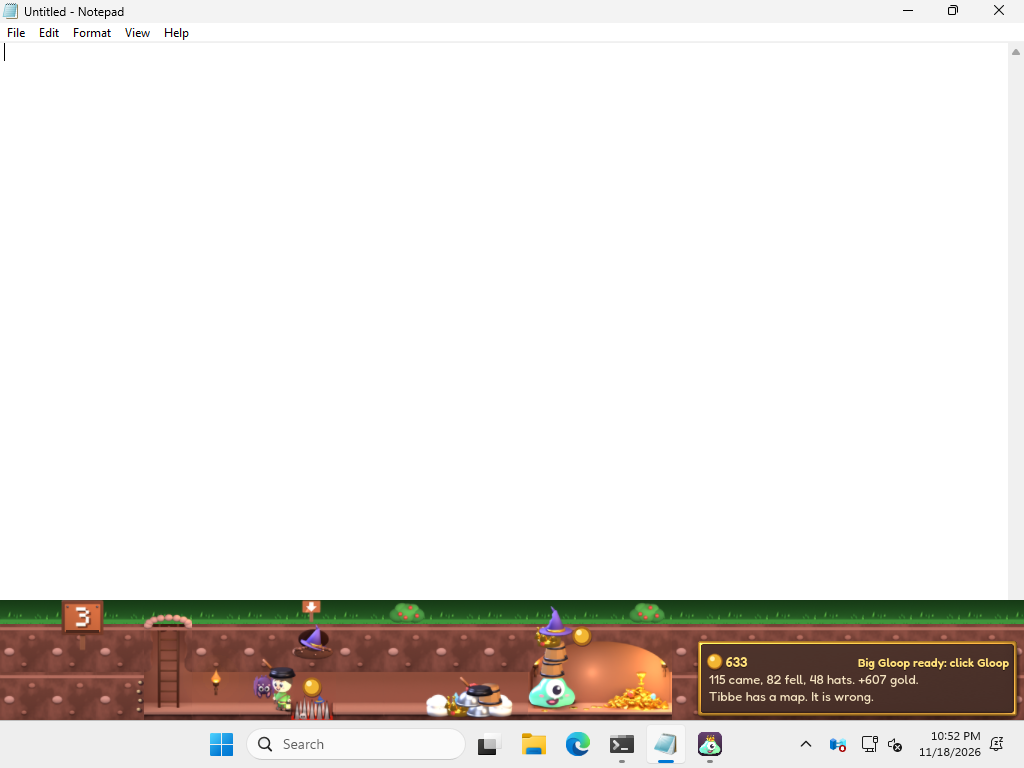 Untitled - Notepad
File Edit Format View Help
3
633 Big Gloop ready: click Gloop
115 came, 82 fell, 48 hats. +607 gold.
Tibbe has a map. It is wrong.
Search
10:52 PM
11/18/2026